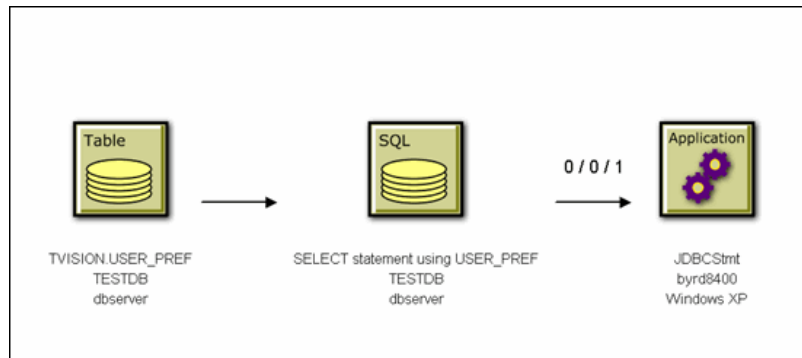 Table
SQL
0 / 0 / 1
Application
TVISION.USER_PREF
TESTDB
dbserver
SELECT statement using USER_PREF
TESTDB
dbserver
JDBCStmt
byrd8400
Windows XP